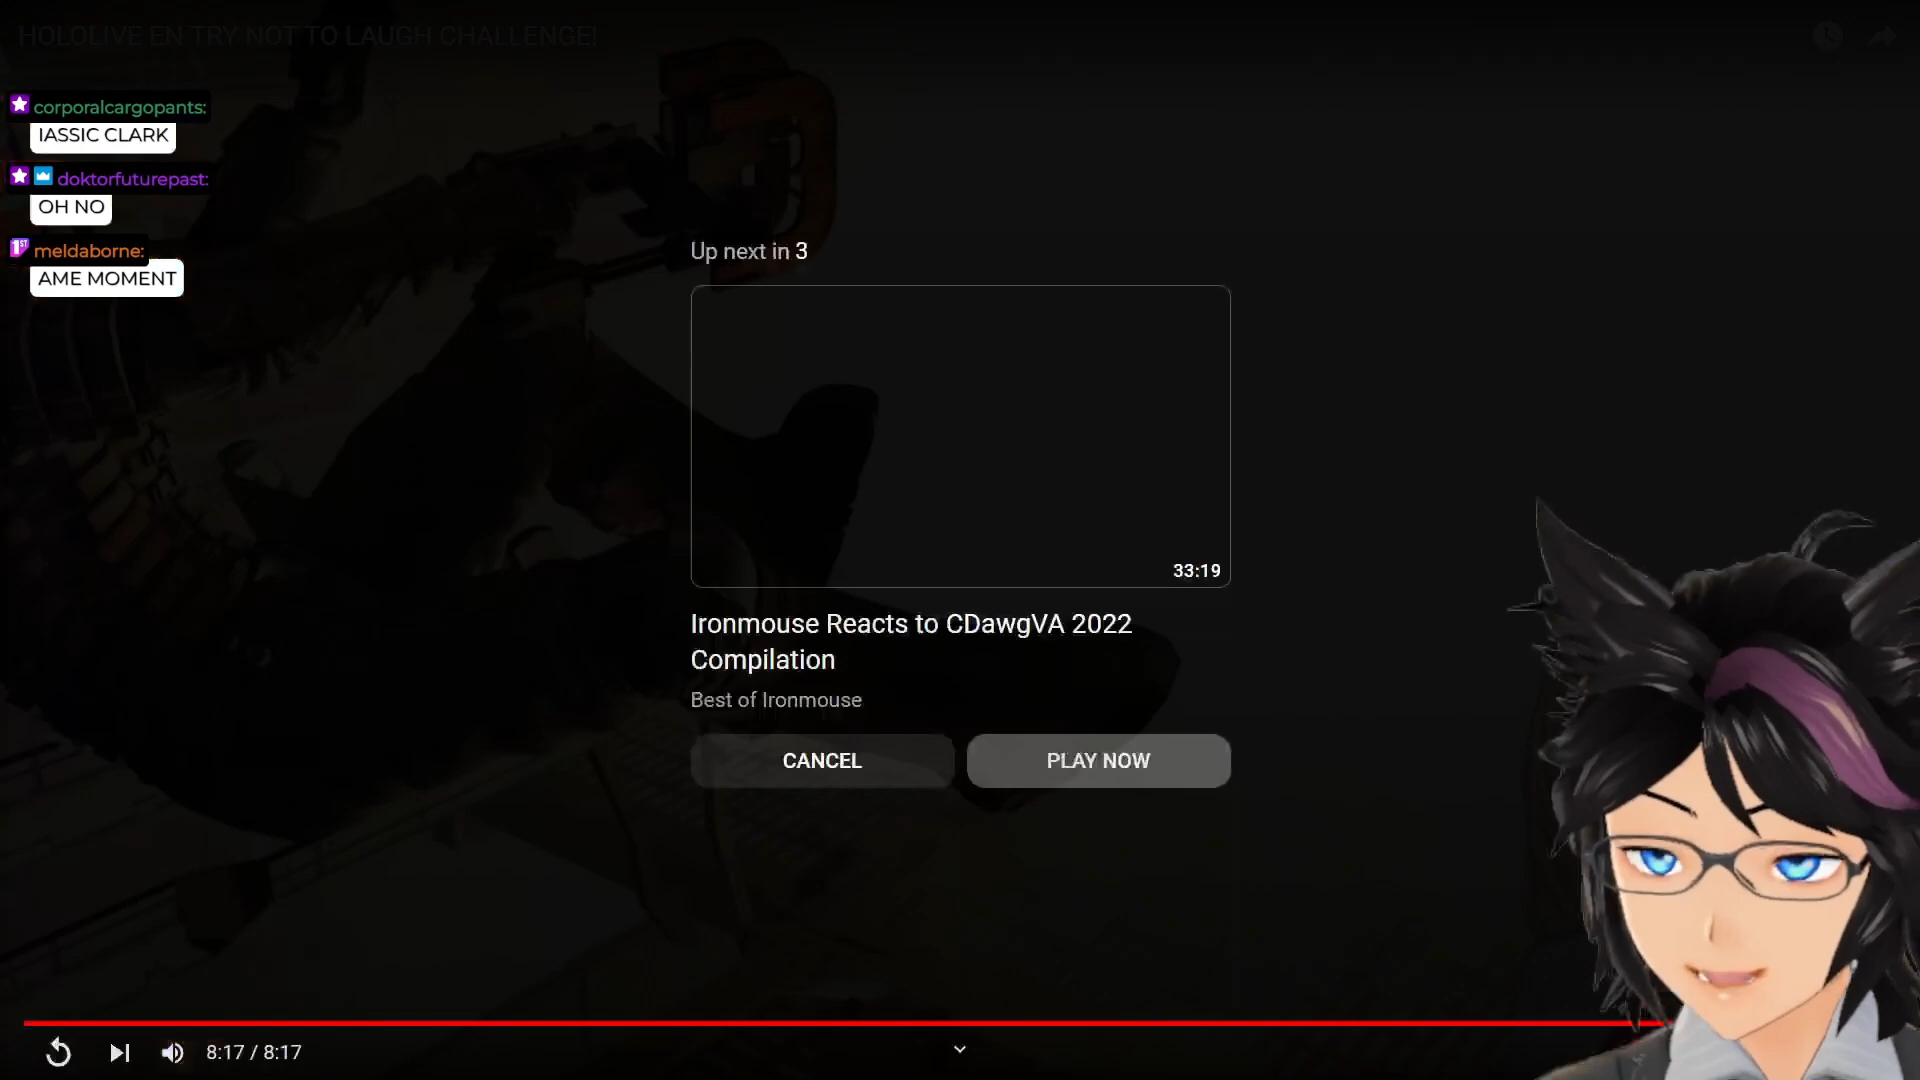 HOLOLIVE EN TRY NOT TO LAUGH CHALLENGE!
corporalcargopants:
IASSIC CLARK
doktorfuturepast:
OH NO
1ST meldaborne:
AME MOMENT
Up next in 3
33:19
Ironmouse Reacts to CDawgVA 2022
Compilation
Best of Ironmouse
CANCEL PLAY NOW
8:17 / 8:17